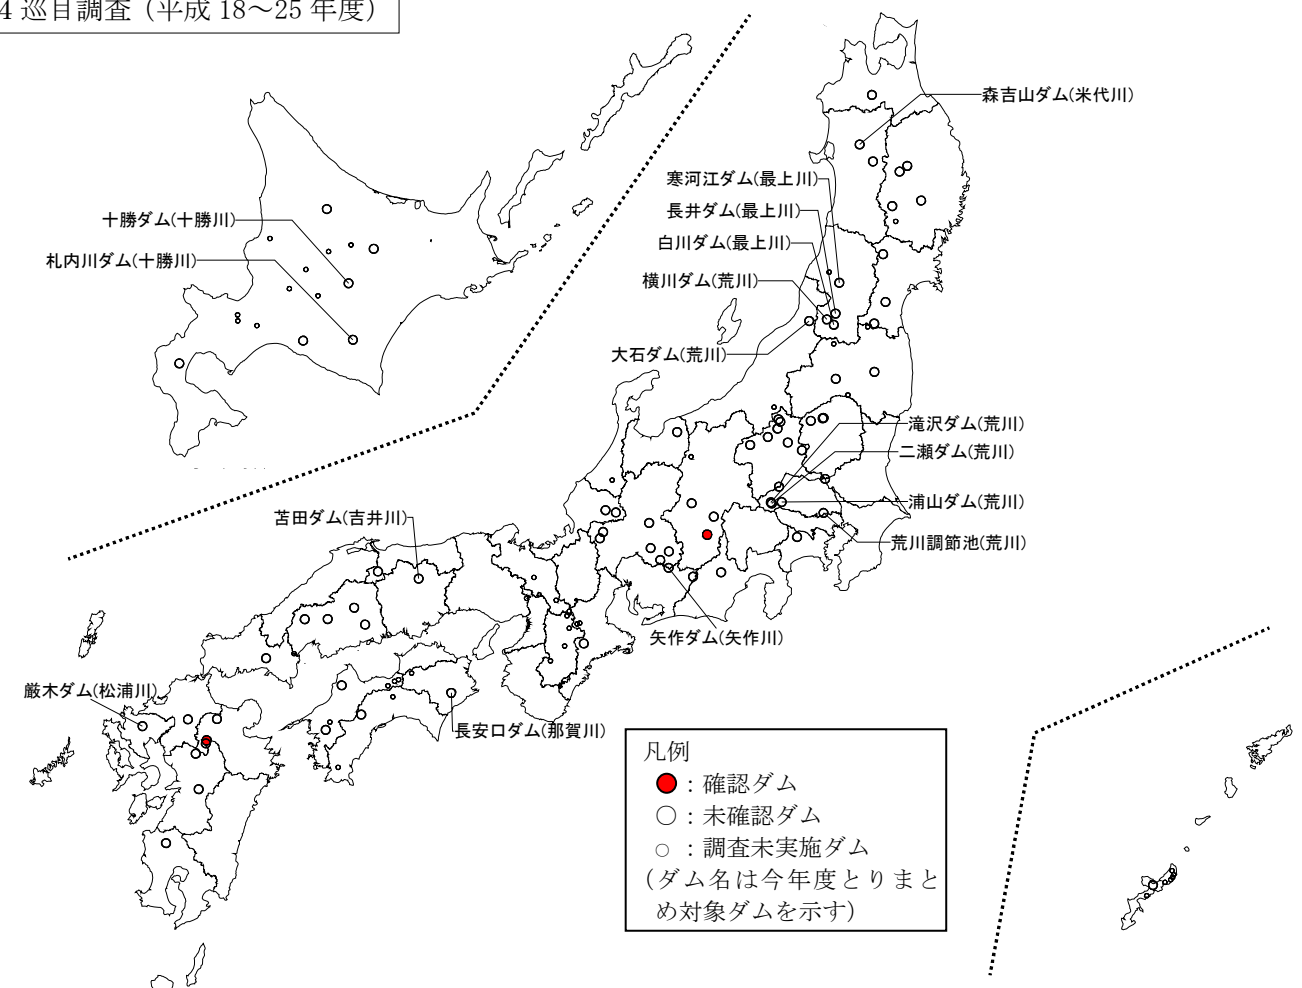 4 巡目調査（平成 18～25 年度）
森吉山ダム(米代川)
寒河江ダム(最上川)
長井ダム(最上川)
白川ダム(最上川)
横川ダム(荒川)
大石ダム(荒川)
十勝ダム(十勝川)
札内川ダム(十勝川)
滝沢ダム(荒川)
二瀬ダム(荒川)
浦山ダム(荒川)
荒川調節池(荒川)
苫田ダム(吉井川)
矢作ダム(矢作川)
厳木ダム(松浦川)
長安口ダム(那賀川)
凡例
：確認ダム
：未確認ダム
：調査未実施ダム
（ダム名は今年度とりまと
め対象ダムを示す）